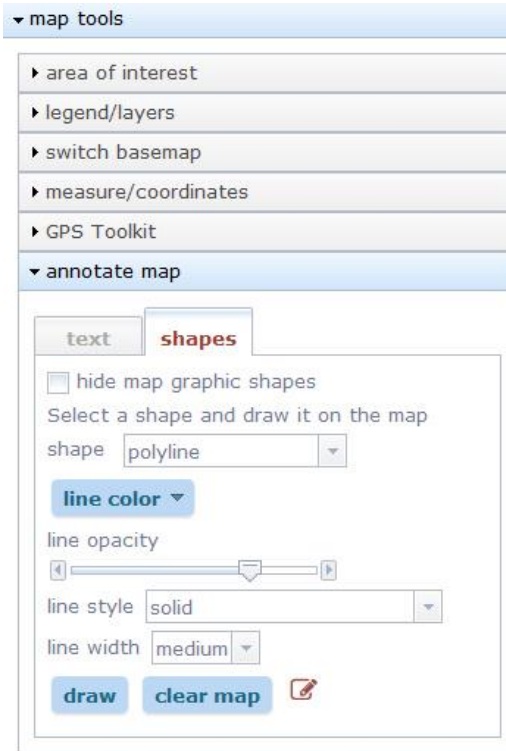 map tools
area of interest
legend/layers
switch basemap
measure/coordinates
GPS Toolkit
annotate map
text shapes
hide map graphic shapes
Select a shape and draw it on the map
shape polyline
line color
line opacity
line style solid
line width medium
draw clear map